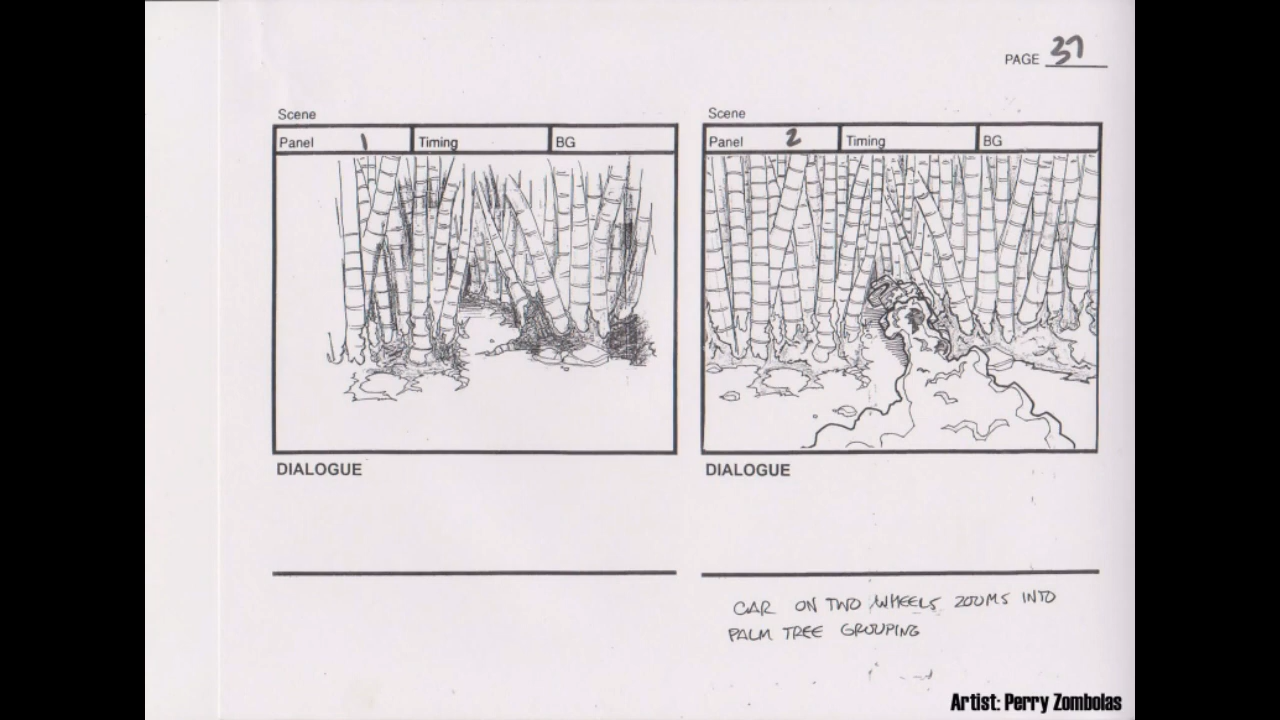 PAGE 37
Scene
Panel 1 Timing BG
DIALOGUE
Scene
Panel 2 Timing BG
DIALOGUE
CAR ON TWO WHEELS ZOOMS INTO
PALM TREE GROUPING
Artist: Perry Zombolas